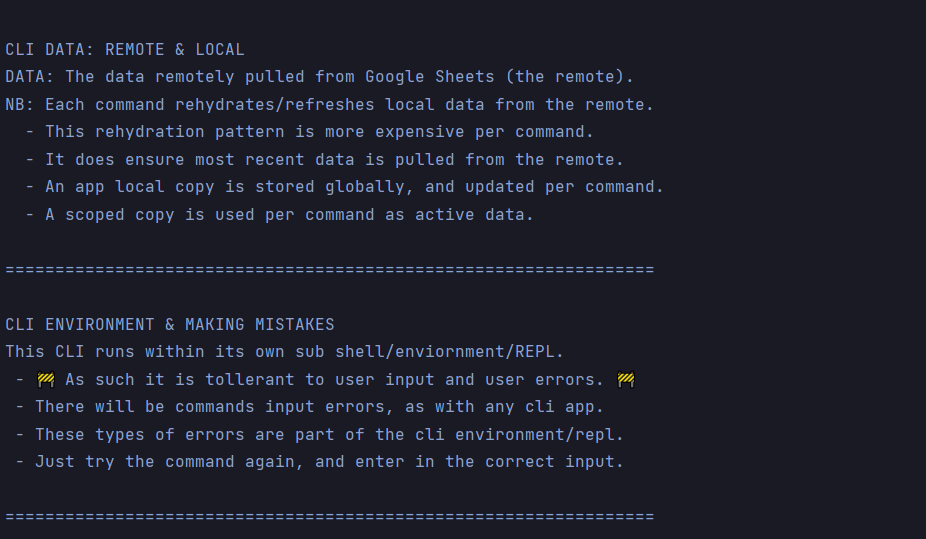 CLI DATA: REMOTE & LOCAL
DATA: The data remotely pulled from Google Sheets (the remote).
NB: Each command rehydrates/refreshes local data from the remote.
- This rehydration pattern is more expensive per command.
- It does ensure most recent data is pulled from the remote.
- An app local copy is stored globally, and updated per command.
- A scoped copy is used per command as active data.
=================================================================
CLI ENVIRONMENT & MAKING MISTAKES
This CLI runs within its own sub shell/enviornment/REPL.
- 🚧 As such it is tollerant to user input and user errors. 🚧
- There will be commands input errors, as with any cli app.
- These types of errors are part of the cli environment/repl.
- Just try the command again, and enter in the correct input.
=================================================================